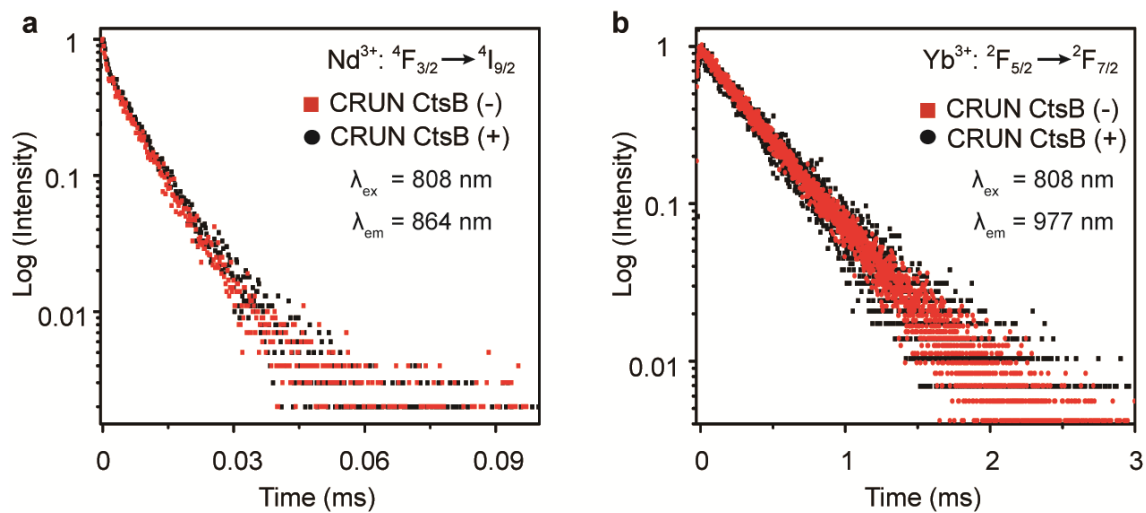 a
Nd³⁺: ⁴F₃/₂→⁴I₉/₂
CRUN CtsB (-)
CRUN CtsB (+)
λex = 808 nm
λem = 864 nm
Log (Intensity)
1
0.1
0.01
0
0.03
0.06
0.09
Time (ms)
b
Yb³⁺: ²F₅/₂→²F₇/₂
CRUN CtsB (-)
CRUN CtsB (+)
λex = 808 nm
λem = 977 nm
Log (Intensity)
1
0.1
0.01
0
1
2
3
Time (ms)